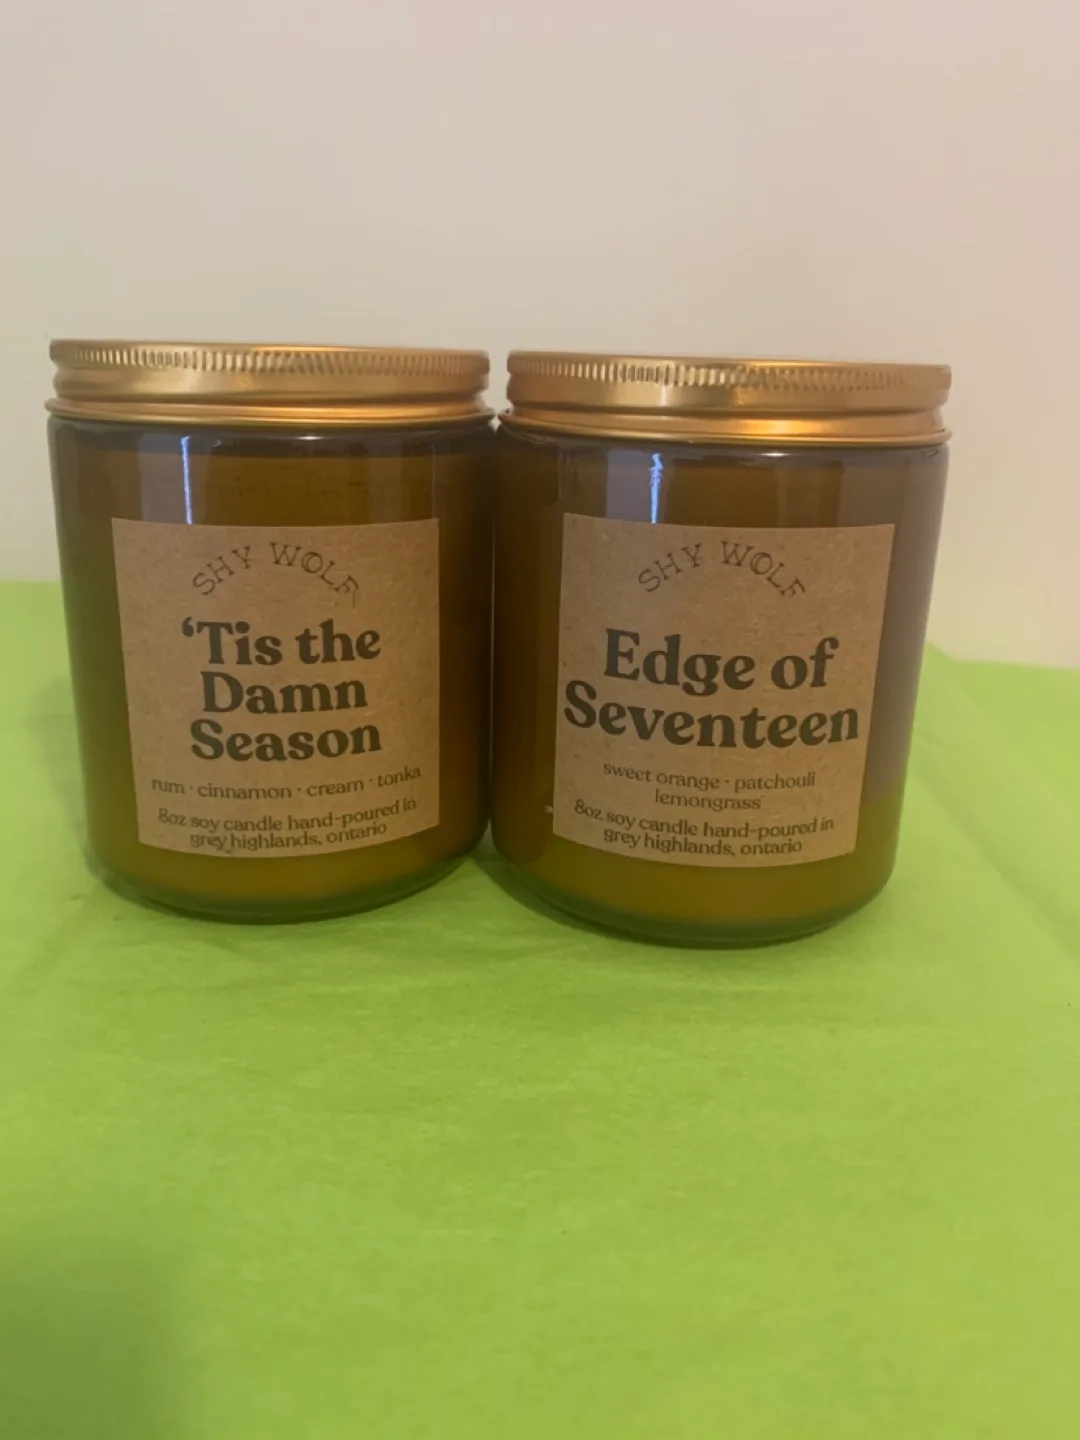 SHY WOLF
‘Tis the
Damn
Season
rum · cinnamon · cream · tonka
8oz soy candle hand-poured in
grey highlands, ontario
SHY WOLF
Edge of
Seventeen
sweet orange · patchouli
lemongrass
8oz soy candle hand-poured in
grey highlands, ontario